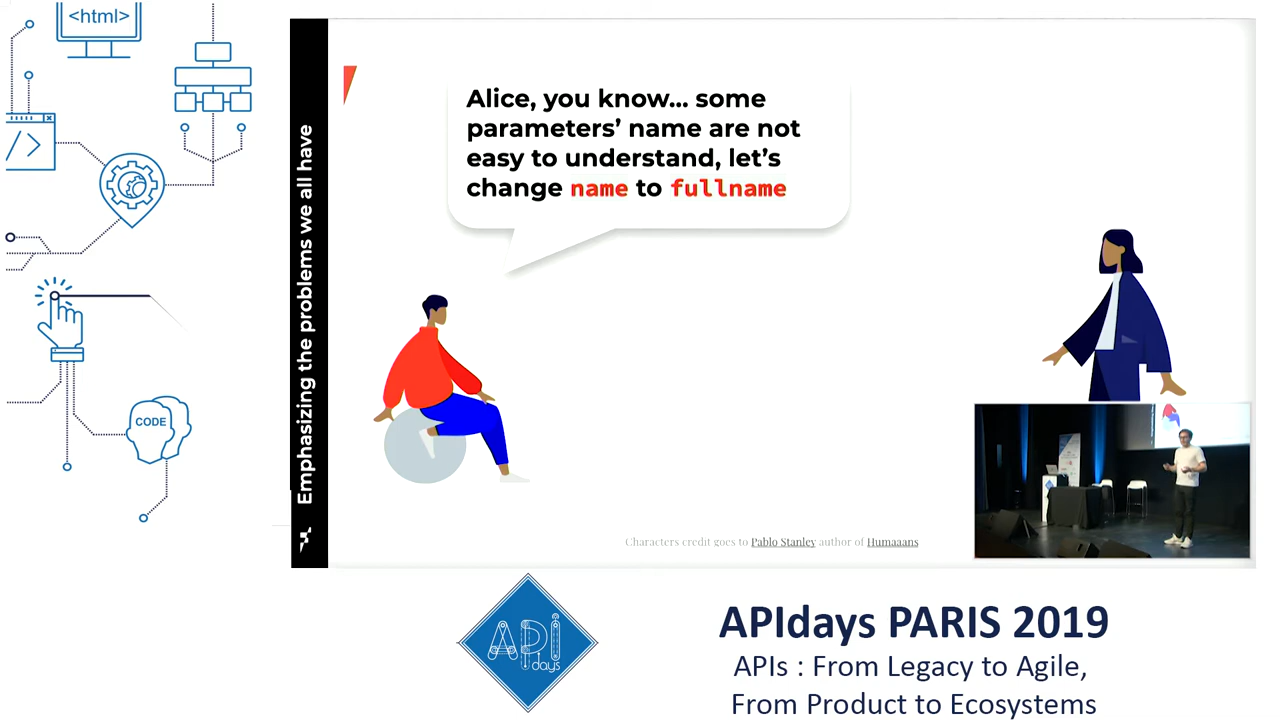 <html>
</>
CODE
Emphasizing the problems we all have
Alice, you know... some
parameters’ name are not
easy to understand, let’s
change name to fullname
Characters credit goes to Pablo Stanley author of Humaaans
API
days
APIdays PARIS 2019
APIs : From Legacy to Agile,
From Product to Ecosystems